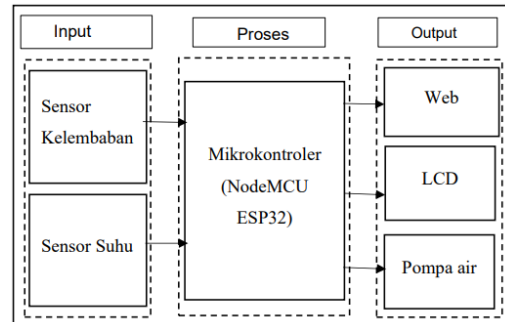 Input
Proses
Output
Sensor
Kelembaban
Sensor Suhu
Mikrokontroler
(NodeMCU
ESP32)
Web
LCD
Pompa air